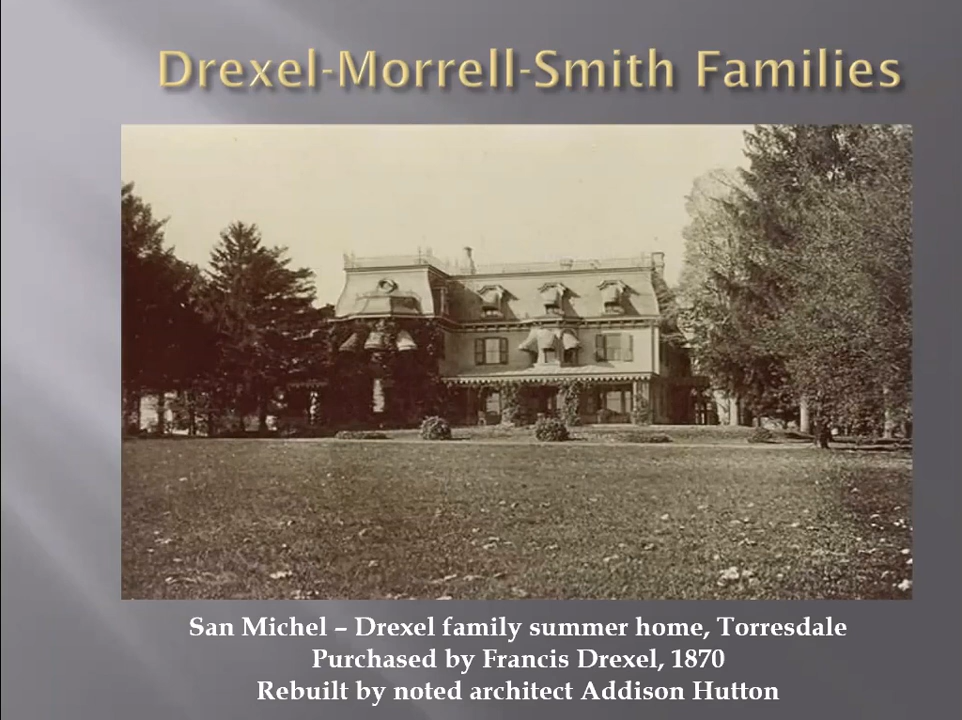 Drexel-Morrell-Smith Families
San Michel – Drexel family summer home, Torresdale
Purchased by Francis Drexel, 1870
Rebuilt by noted architect Addison Hutton